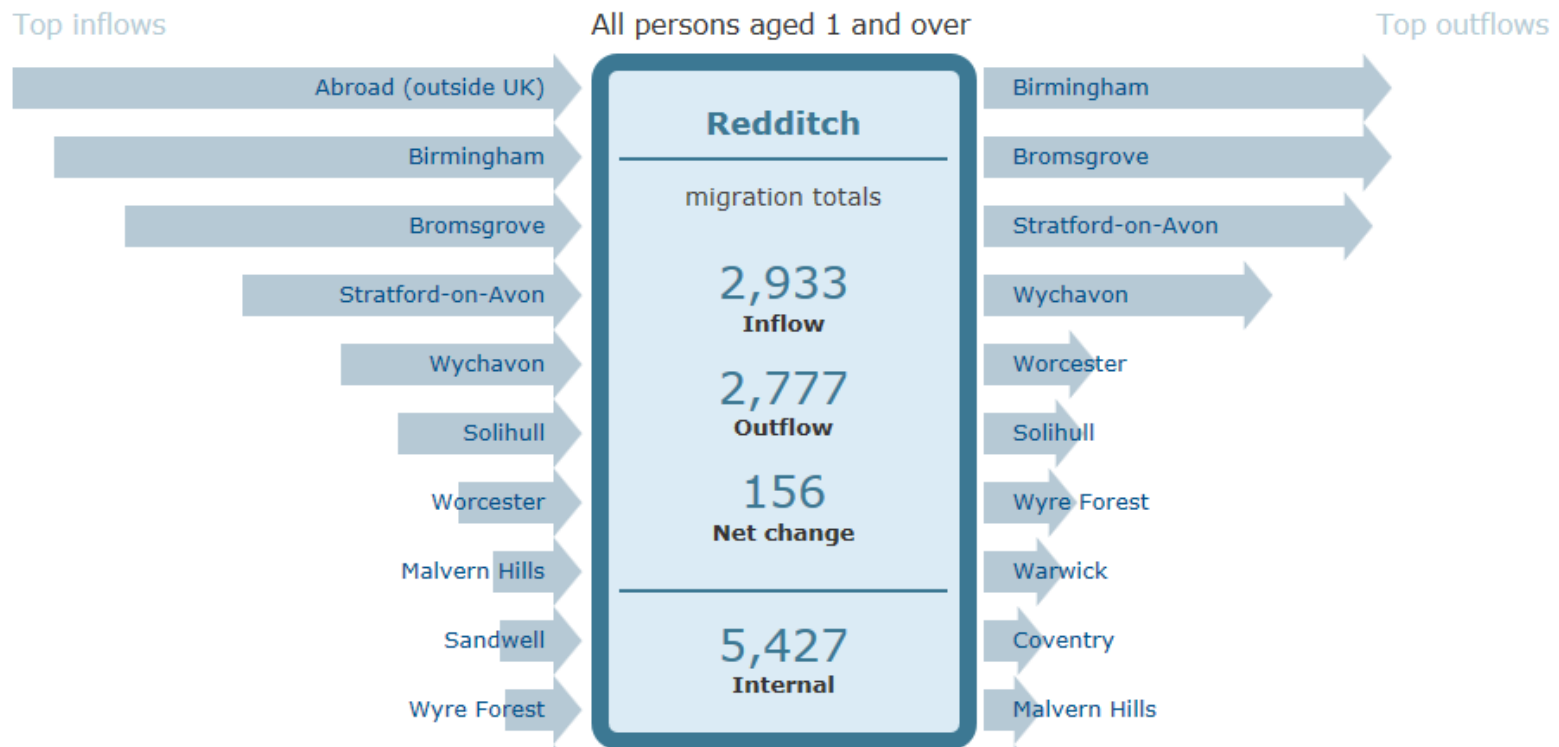 Top inflows
All persons aged 1 and over
Top outflows
Abroad (outside UK)
Birmingham
Bromsgrove
Stratford-on-Avon
Wychavon
Solihull
Worcester
Malvern Hills
Sandwell
Wyre Forest
Redditch
migration totals
2,933
Inflow
2,777
Outflow
156
Net change
5,427
Internal
Birmingham
Bromsgrove
Stratford-on-Avon
Wychavon
Worcester
Solihull
Wyre Forest
Warwick
Coventry
Malvern Hills